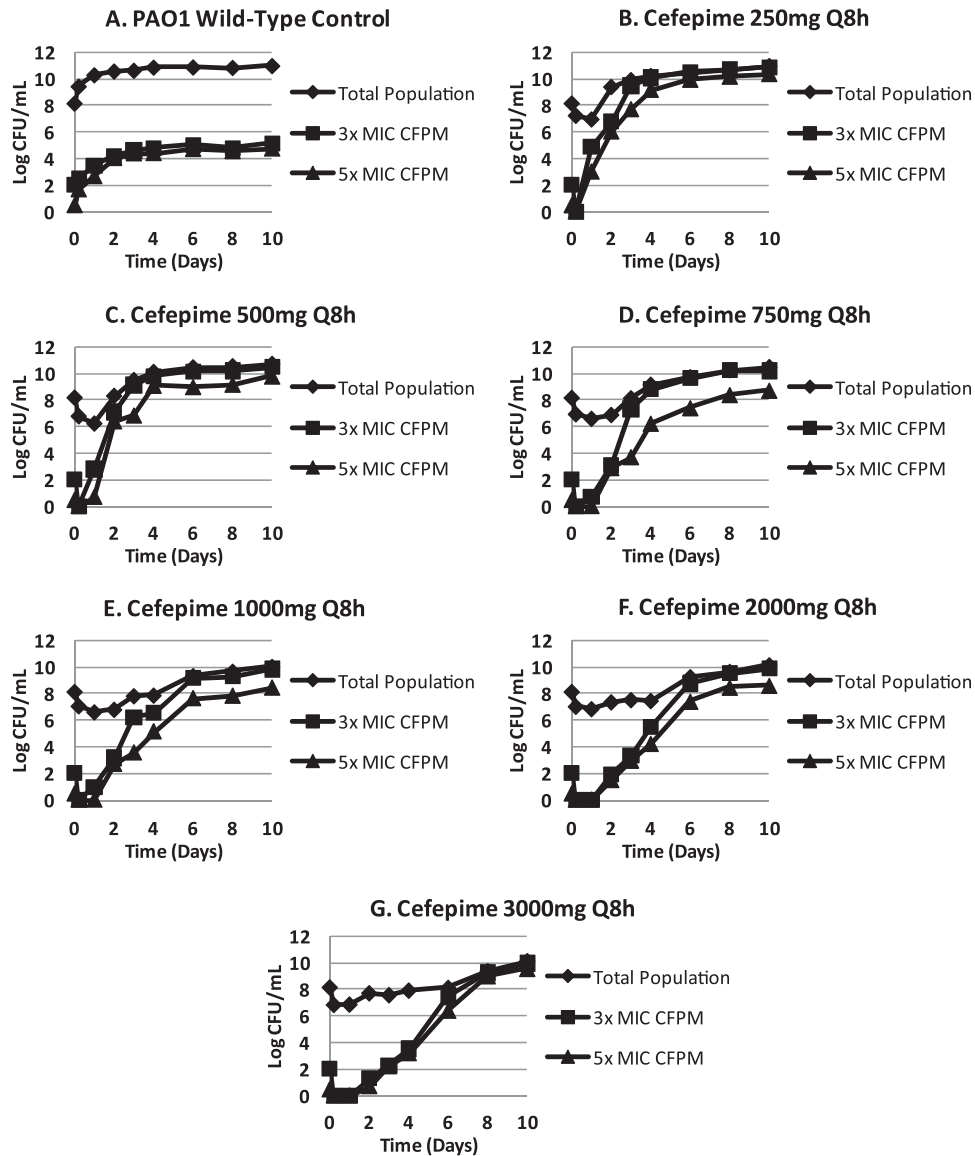 A. PAO1 Wild-Type Control
Log CFU/mL
12
10
8
6
4
2
0
0 2 4 6 8 10
Time (Days)
Total Population
3x MIC CFPM
5x MIC CFPM
B. Cefepime 250mg Q8h
Log CFU/mL
12
10
8
6
4
2
0
0 2 4 6 8 10
Time (Days)
Total Population
3x MIC CFPM
5x MIC CFPM
C. Cefepime 500mg Q8h
Log CFU/mL
12
10
8
6
4
2
0
0 2 4 6 8 10
Time (Days)
Total Population
3x MIC CFPM
5x MIC CFPM
D. Cefepime 750mg Q8h
Log CFU/mL
12
10
8
6
4
2
0
0 2 4 6 8 10
Time (Days)
Total Population
3x MIC CFPM
5x MIC CFPM
E. Cefepime 1000mg Q8h
Log CFU/mL
12
10
8
6
4
2
0
0 2 4 6 8 10
Time (Days)
Total Population
3x MIC CFPM
5x MIC CFPM
F. Cefepime 2000mg Q8h
Log CFU/mL
12
10
8
6
4
2
0
0 2 4 6 8 10
Time (Days)
Total Population
3x MIC CFPM
5x MIC CFPM
G. Cefepime 3000mg Q8h
Log CFU/mL
12
10
8
6
4
2
0
0 2 4 6 8 10
Time (Days)
Total Population
3x MIC CFPM
5x MIC CFPM